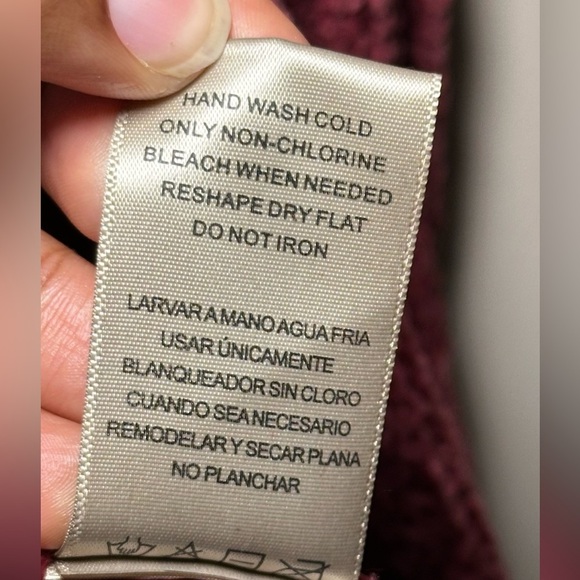 HAND WASH COLD
ONLY NON-CHLORINE
BLEACH WHEN NEEDED
RESHAPE DRY FLAT
DO NOT IRON
LARVAR A MANO AGUA FRIA
USAR ÚNICAMENTE
BLANQUEADOR SIN CLORO
CUANDO SEA NECESARIO
REMODELAR Y SECAR PLANA
NO PLANCHAR